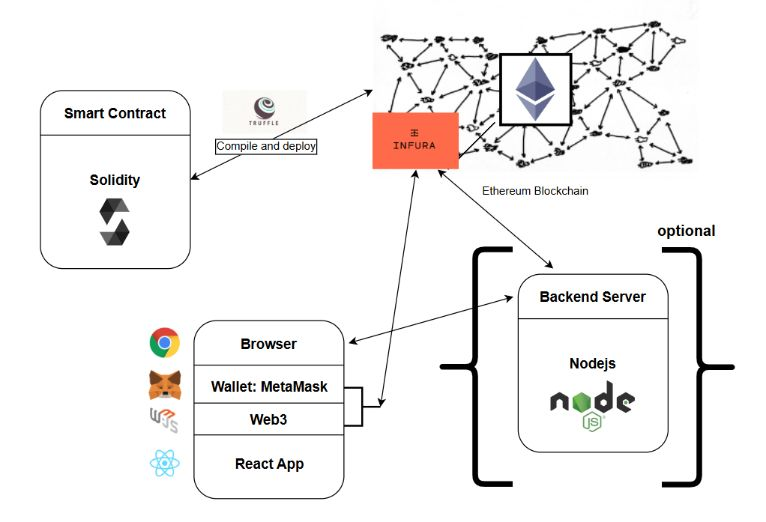 Smart Contract
Solidity
TRUFFLE
Compile and deploy
INFURA
Ethereum Blockchain
optional
Backend Server
Nodejs
node
JS
Browser
Wallet: MetaMask
Web3
React App